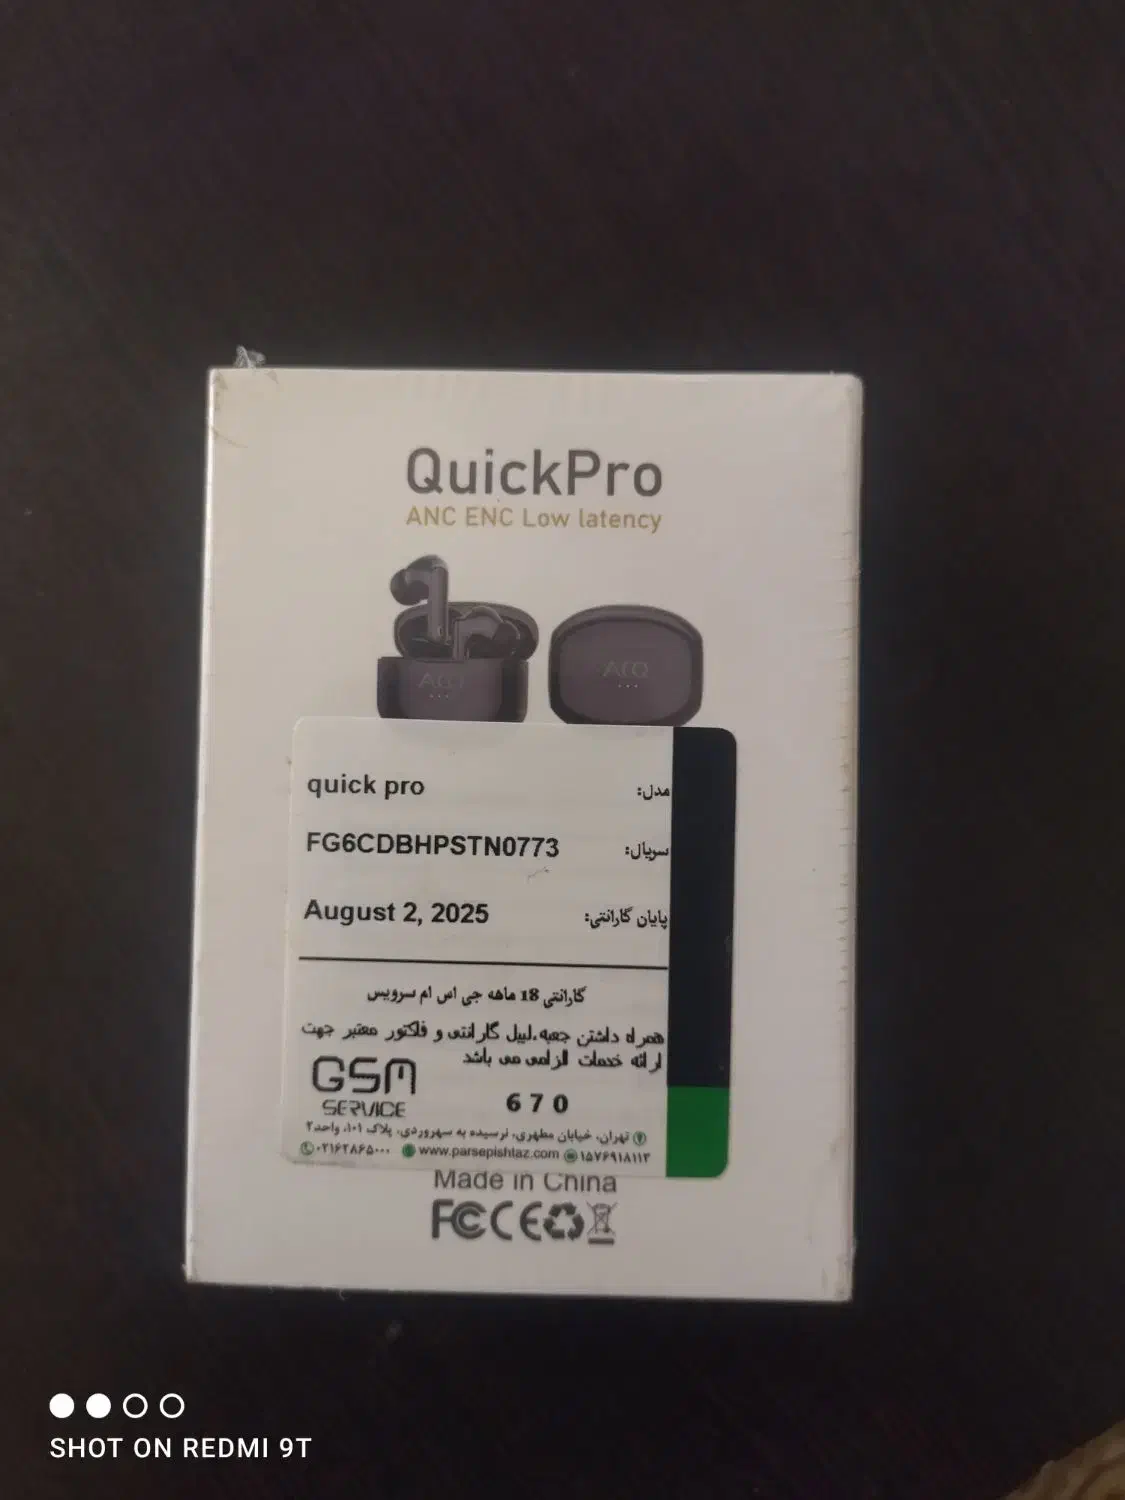 QuickPro
ANC ENC Low latency
مدل: quick pro
سریال: FG6CDBHPSTN0773
پایان گارانتی: August 2, 2025
گارانتی 18 ماهه جی اس ام سرویس
همراه داشتن جعبه،لیبل گارانتی و فاکتور معتبر جهت
ارائه خدمات الزامی می باشد
GSM
SERVICE
670
تهران، خیابان مطهری، نرسیده به سهروردی، پلاک ۱۰۱، واحد۲
۰۲۱۶۲۸۶۵۰۰۰ www.parsepishtaz.com ۱۵۷۶۹۱۸۱۱۳
Made in China
FC CE
SHOT ON REDMI 9T